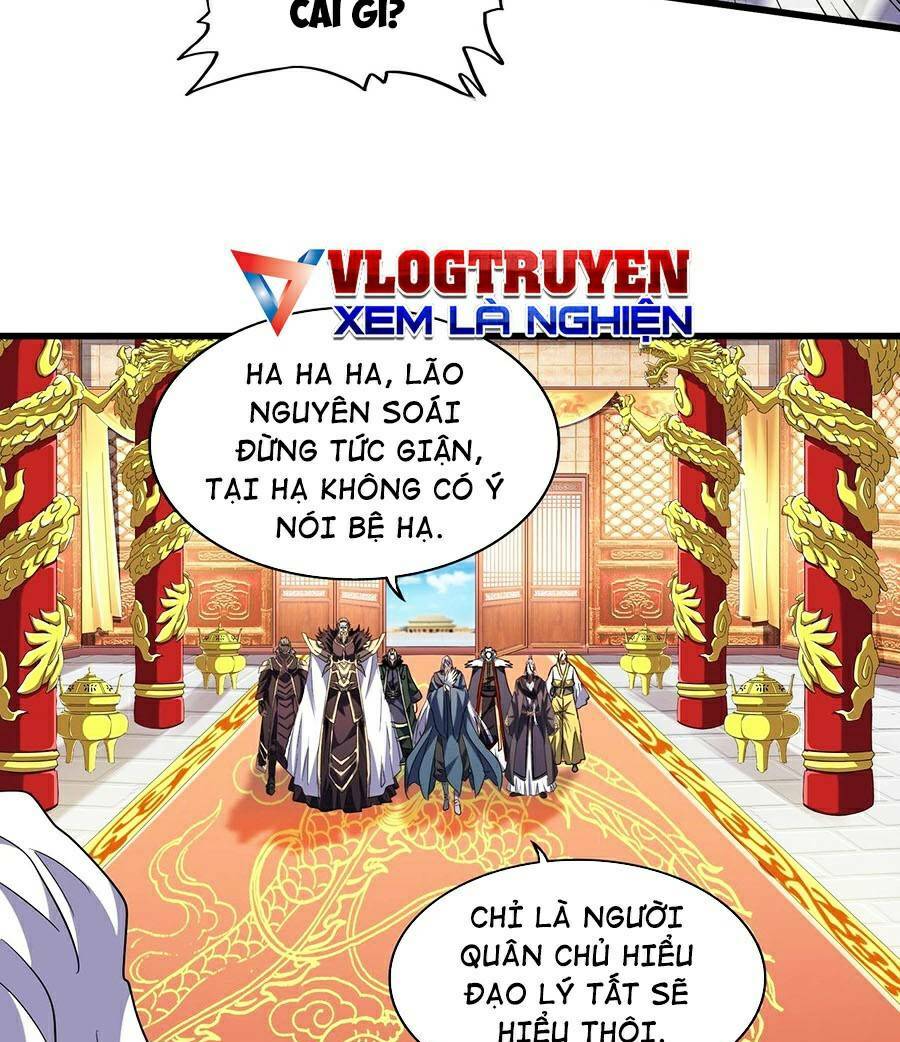 CÁI GÌ?
VLOGTRUYEN
XEM LÀ NGHIỆN
HA HA HA, LÃO
NGUYÊN SOÁI
ĐỪNG TỨC GIẬN,
TẠI HẠ KHÔNG CÓ Ý
NÓI BỆ HẠ.
CHỈ LÀ NGƯỜI
QUÂN CHỦ HIỂU
ĐẠO LÝ TẤT SẼ
HIỂU THÔI.